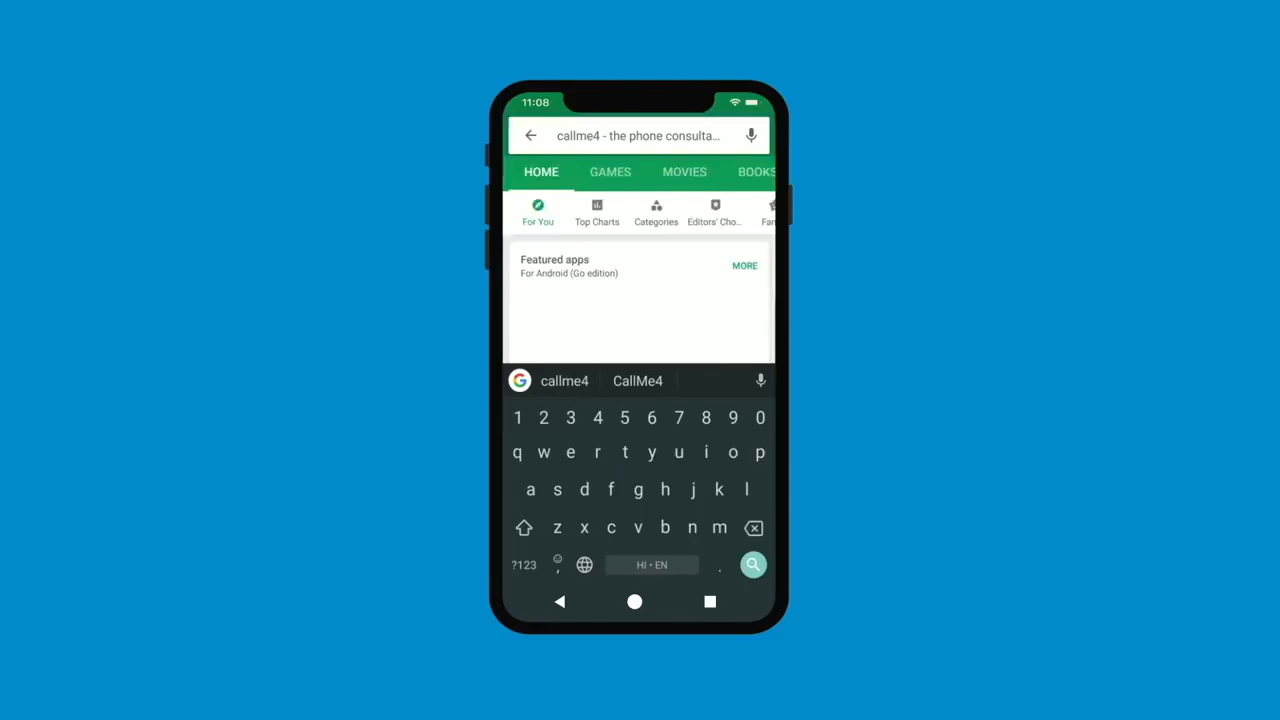 11:08
callme4 - the phone consulta...
HOME GAMES MOVIES BOOKS
For You Top Charts Categories Editors' Cho... Fan
Featured apps
MORE
For Android (Go edition)
callme4 CallMe4
1 2 3 4 5 6 7 8 9 0
q w e r t y u i o p
a s d f g h j k l
z x c v b n m
?123 , HI • EN .